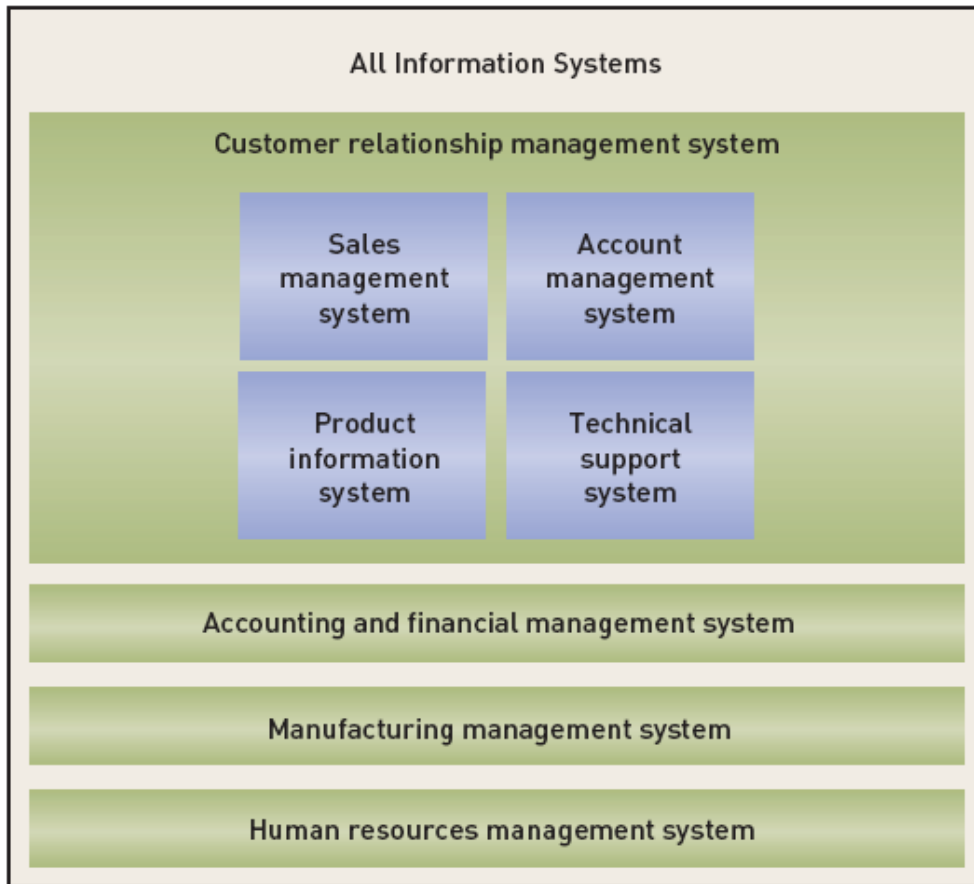 All Information Systems
Customer relationship management system
Sales
management
system
Account
management
system
Product
information
system
Technical
support
system
Accounting and financial management system
Manufacturing management system
Human resources management system